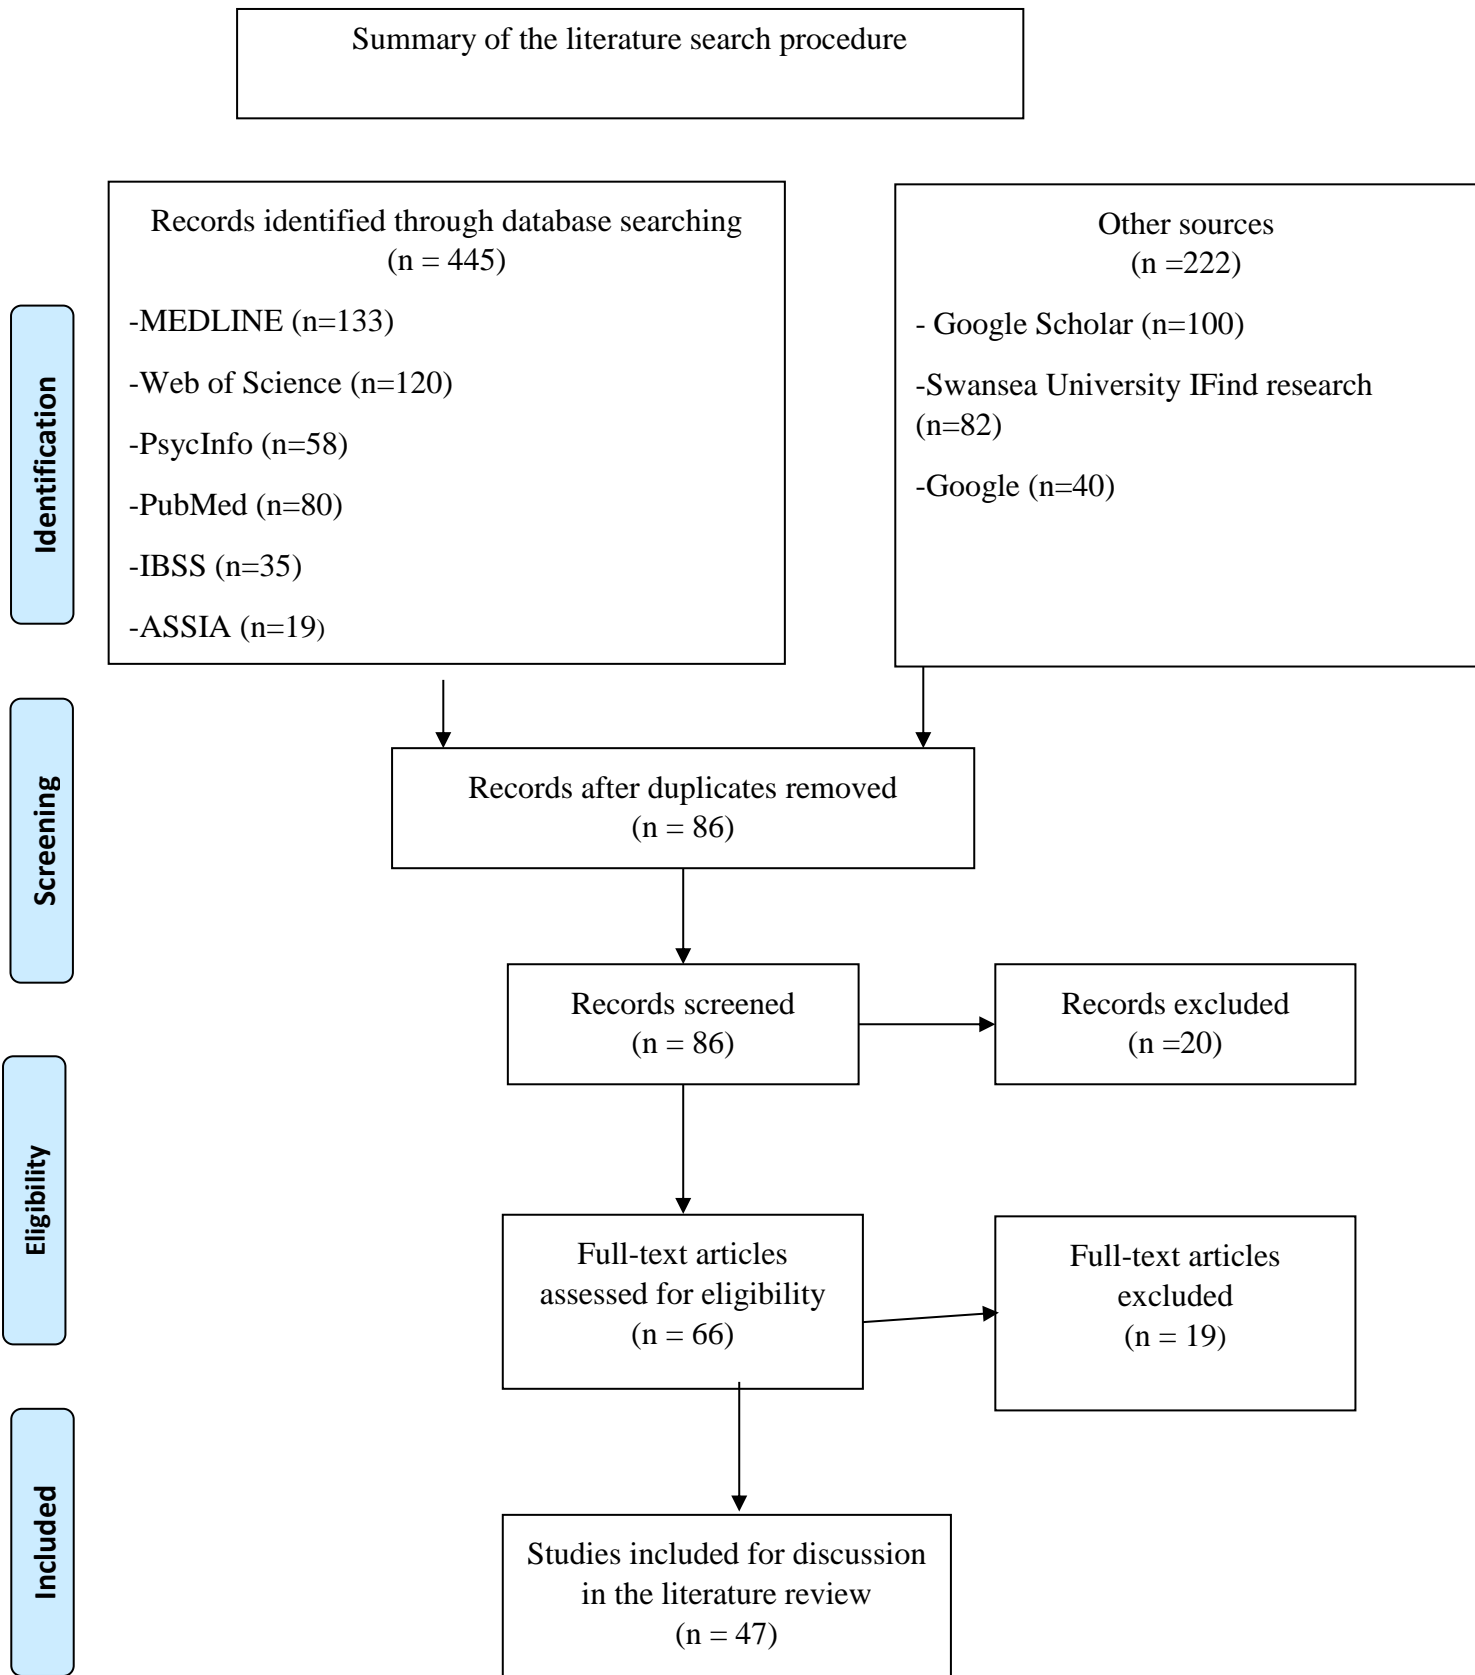 Summary of the literature search procedure
Records identified through database searching
(n = 445)
-MEDLINE (n=133)
-Web of Science (n=120)
-PsycInfo (n=58)
-PubMed (n=80)
-IBSS (n=35)
-ASSIA (n=19)
Other sources
(n =222)
- Google Scholar (n=100)
-Swansea University IFind research
(n=82)
-Google (n=40)
Identification
Screening
Records after duplicates removed
(n = 86)
Records screened
(n = 86)
Records excluded
(n =20)
Eligibility
Full-text articles
assessed for eligibility
(n = 66)
Full-text articles
excluded
(n = 19)
Included
Studies included for discussion
in the literature review
(n = 47)